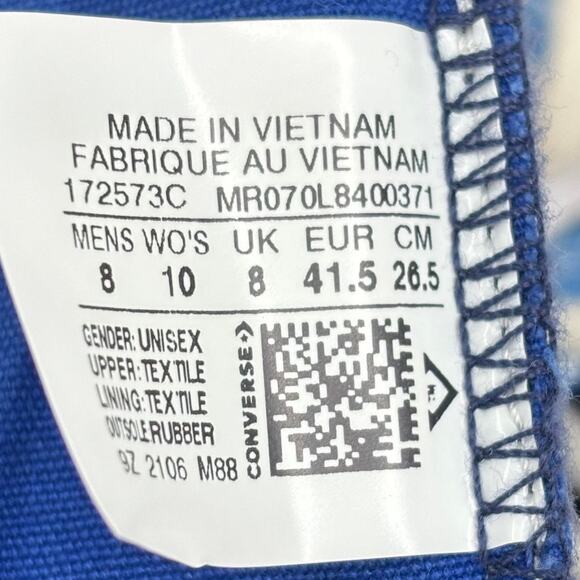 MADE IN VIETNAM
FABRIQUE AU VIETNAM
172573C MR070L8400371
MENS WO'S UK EUR CM
8 10 8 41.5 26.5
GENDER: UNISEX
UPPER: TEXTILE
LINING: TEXTILE
OUTSOLE RUBBER
9Z 2106 M88
CONVERSE